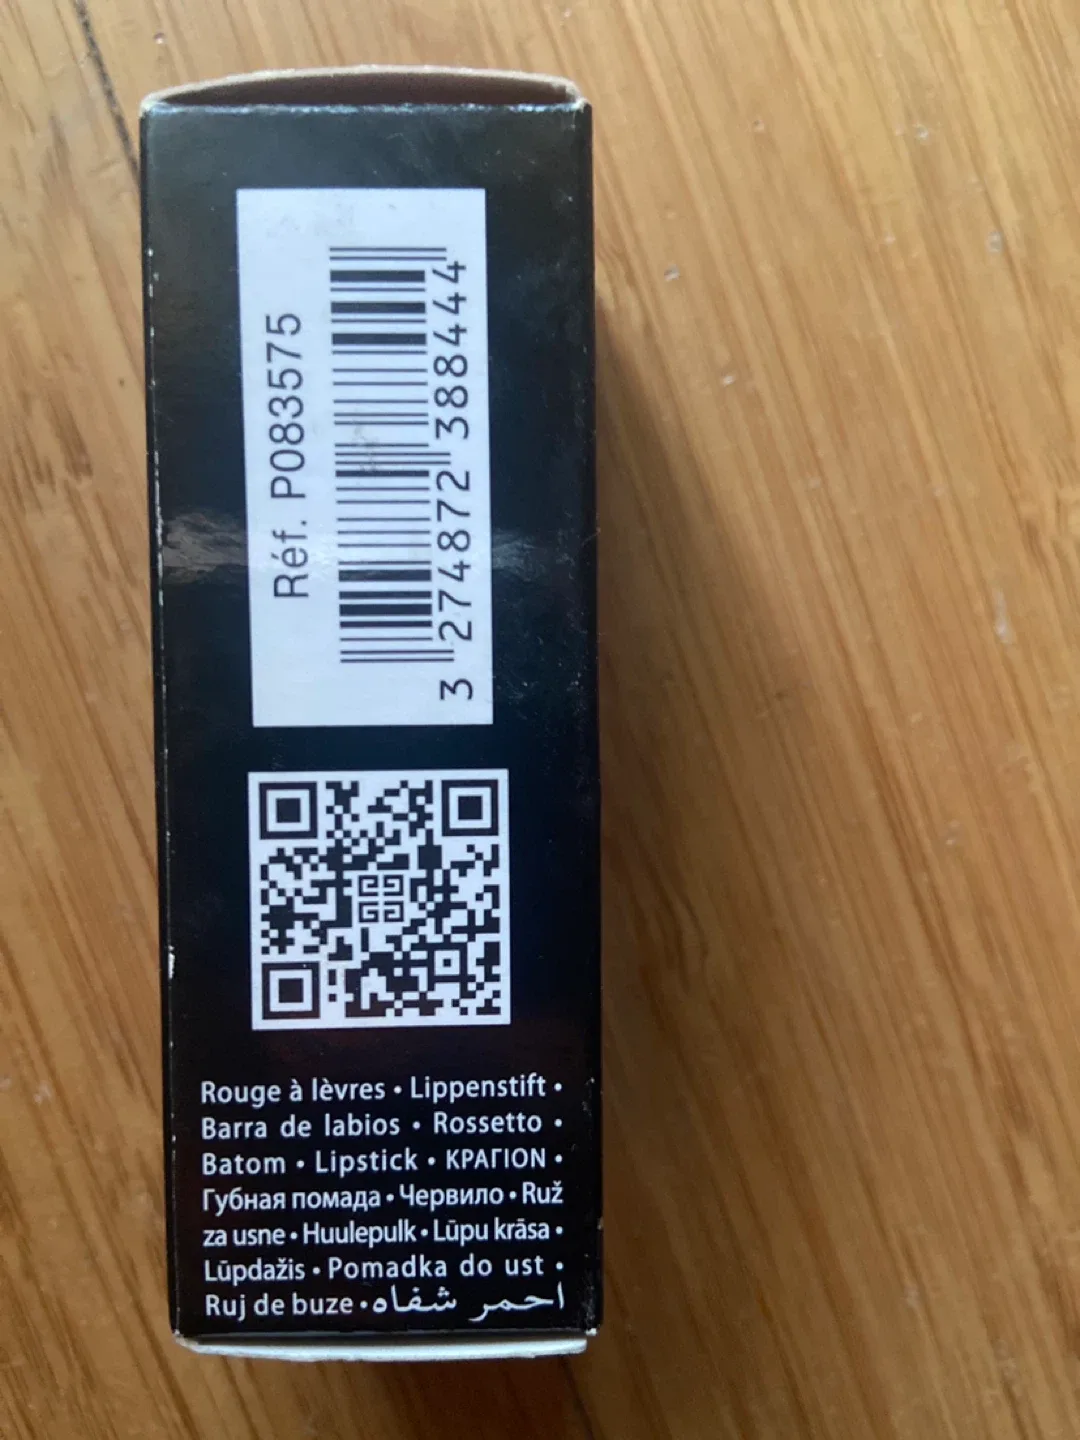 Réf. P083575
3 274872 388444
Rouge à lèvres • Lippenstift •
Barra de labios • Rossetto •
Batom • Lipstick • ΚΡΑΓΙΟΝ •
Губная помада • Червило • Ruž
za usne • Huulepulk • Lūpu krāsa •
Lūpdažis • Pomadka do ust •
Ruj de buze • احمر شفاه